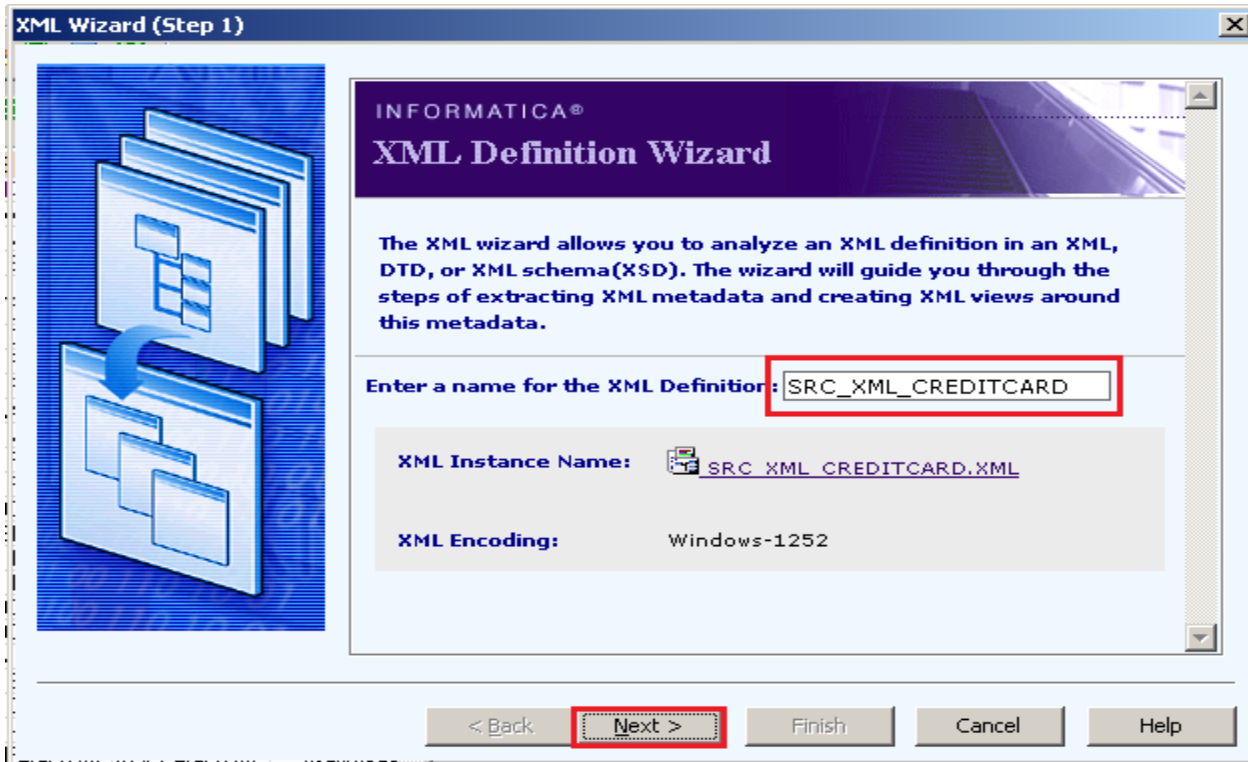 XML Wizard (Step 1)
INFORMATICA®
XML Definition Wizard
The XML wizard allows you to analyze an XML definition in an XML,
DTD, or XML schema(XSD). The wizard will guide you through the
steps of extracting XML metadata and creating XML views around
this metadata.
Enter a name for the XML Definition: SRC_XML_CREDITCARD
XML Instance Name: SRC_XML_CREDITCARD.XML
XML Encoding: Windows-1252
< Back Next > Finish Cancel Help